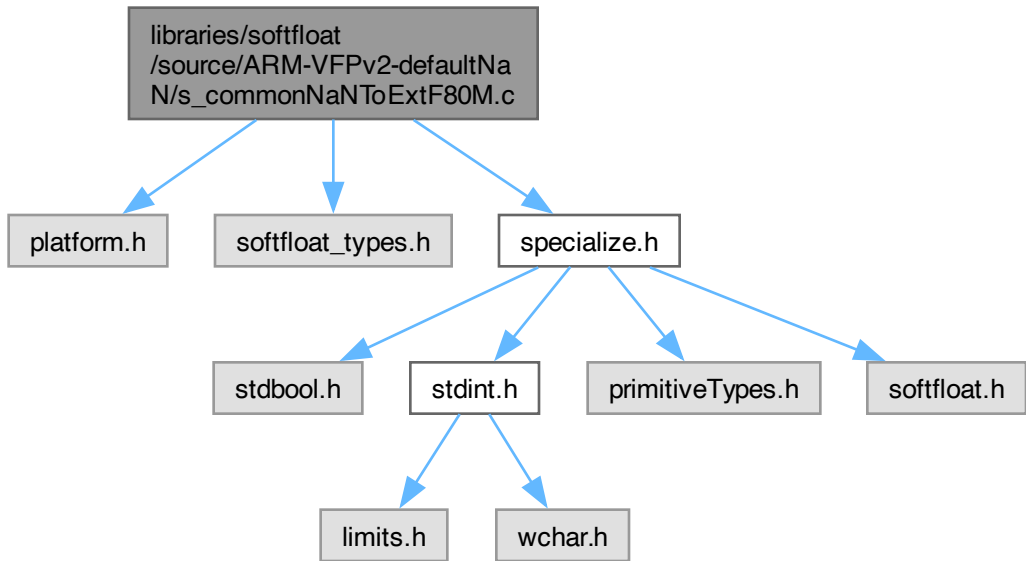 libraries/softfloat
/source/ARM-VFPv2-defaultNa
N/s_commonNaNToExtF80M.c
platform.h
softfloat_types.h
specialize.h
stdbool.h
stdint.h
primitiveTypes.h
softfloat.h
limits.h
wchar.h